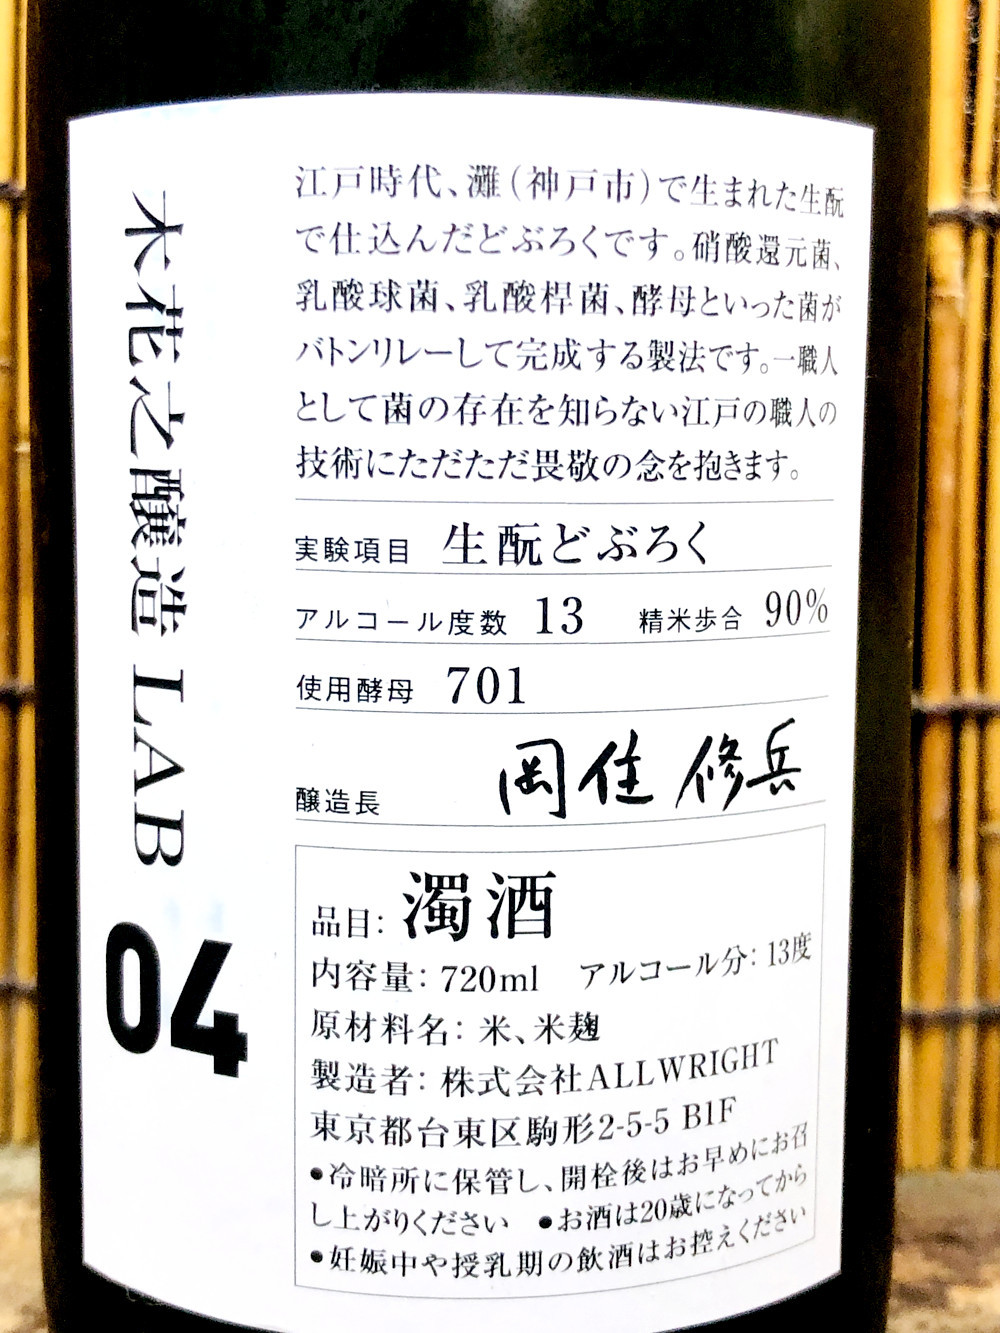 木花之醸造 LAB
04
江戸時代、灘(神戸市)で生まれた生酛
で仕込んだどぶろくです。硝酸還元菌、
乳酸球菌、乳酸桿菌、酵母といった菌が
バトンリレーして完成する製法です。一職人
として菌の存在を知らない江戸の職人の
技術にただただ畏敬の念を抱きます。
実験項目 生酛どぶろく
アルコール度数 13 精米歩合 90%
使用酵母 701
醸造長 岡住修兵
品目: 濁酒
内容量: 720ml アルコール分: 13度
原材料名: 米、米麹
製造者: 株式会社ALLWRIGHT
東京都台東区駒形2-5-5 B1F
●冷暗所に保管し、開栓後はお早めにお召
し上がりください ●お酒は20歳になってから
●妊娠中や授乳期の飲酒はお控えください